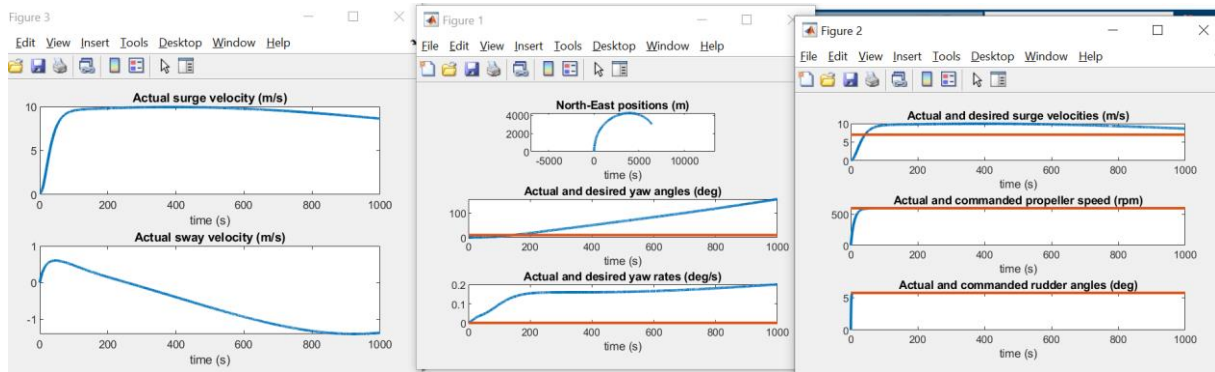 Figure 3
Edit View Insert Tools Desktop Window Help
Actual surge velocity (m/s)
10
5
0
0 200 400 600 800 1000
time (s)
Actual sway velocity (m/s)
1
0
-1
0 200 400 600 800 1000
time (s)
Figure 1
File Edit View Insert Tools Desktop Window Help
North-East positions (m)
4000
2000
0
-5000 0 5000 10000
time (s)
Actual and desired yaw angles (deg)
100
0
0 200 400 600 800 1000
time (s)
Actual and desired yaw rates (deg/s)
0.2
0.1
0
0 200 400 600 800 1000
time (s)
Figure 2
File Edit View Insert Tools Desktop Window Help
Actual and desired surge velocities (m/s)
10
5
0
0 200 400 600 800 1000
time (s)
Actual and commanded propeller speed (rpm)
500
0
0 200 400 600 800 1000
time (s)
Actual and commanded rudder angles (deg)
5
0
0 200 400 600 800 1000
time (s)